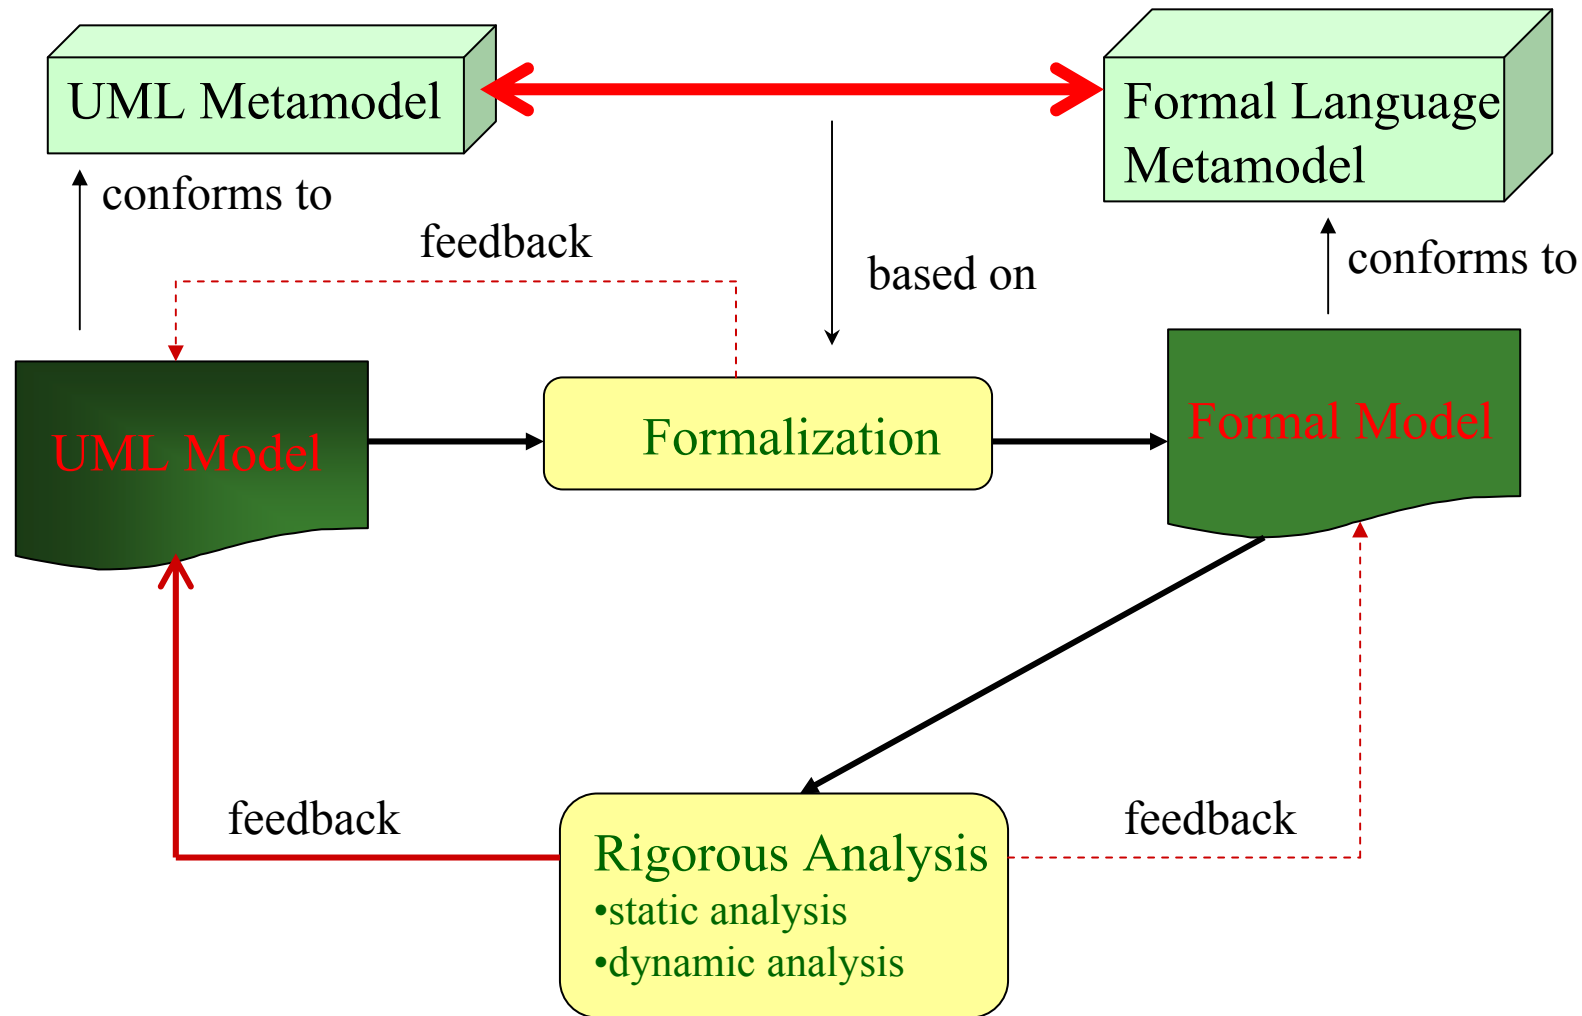 UML Metamodel
Formal Language
Metamodel
conforms to
feedback
based on
conforms to
UML Model
Formalization
Formal Model
feedback
Rigorous Analysis
•static analysis
•dynamic analysis
feedback